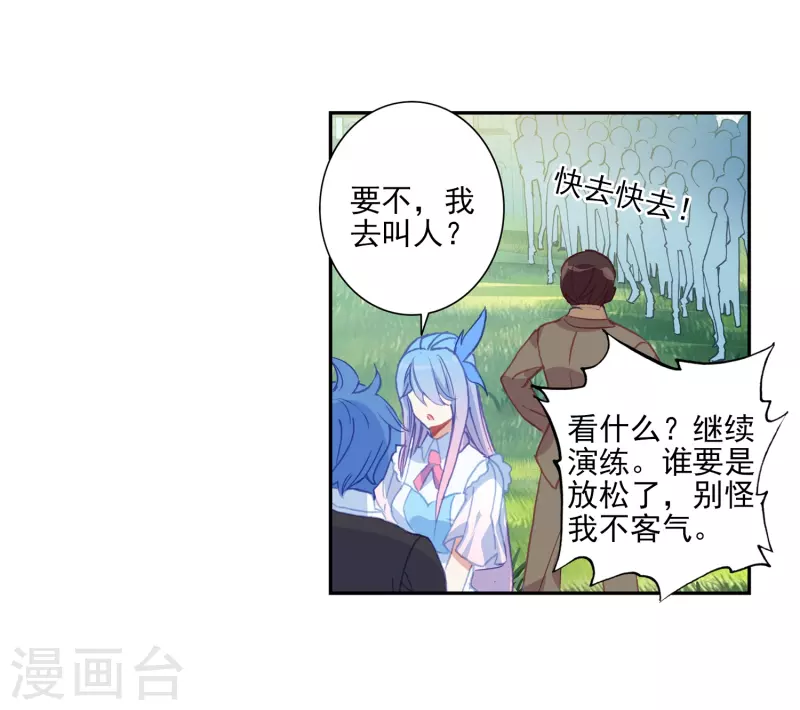 要不，我
去叫人？
快去快去！
看什么？继续
演练。谁要是
放松了，别怪
我不客气。
漫画台